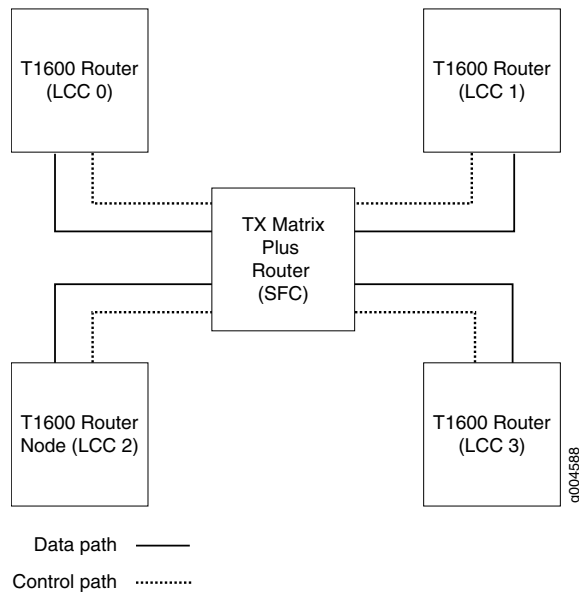 T1600 Router
(LCC 0)
T1600 Router
(LCC 1)
TX Matrix
Plus
Router
(SFC)
T1600 Router
Node (LCC 2)
T1600 Router
(LCC 3)
g004588
Data path
Control path